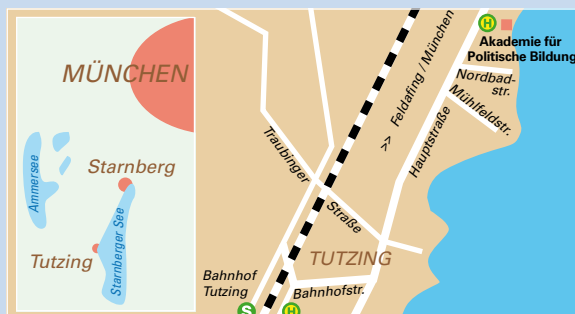 MÜNCHEN
Ammersee
Starnberg
Starnberger See
Tutzing
H
Akademie für
Politische Bildung
Nordbad-
str.
Mühlfeldstr.
>> Feldafing / München
Hauptstraße
Traubinger
Straße
TUTZING
Bahnhof
Tutzing
Bahnhofstr.
S
H